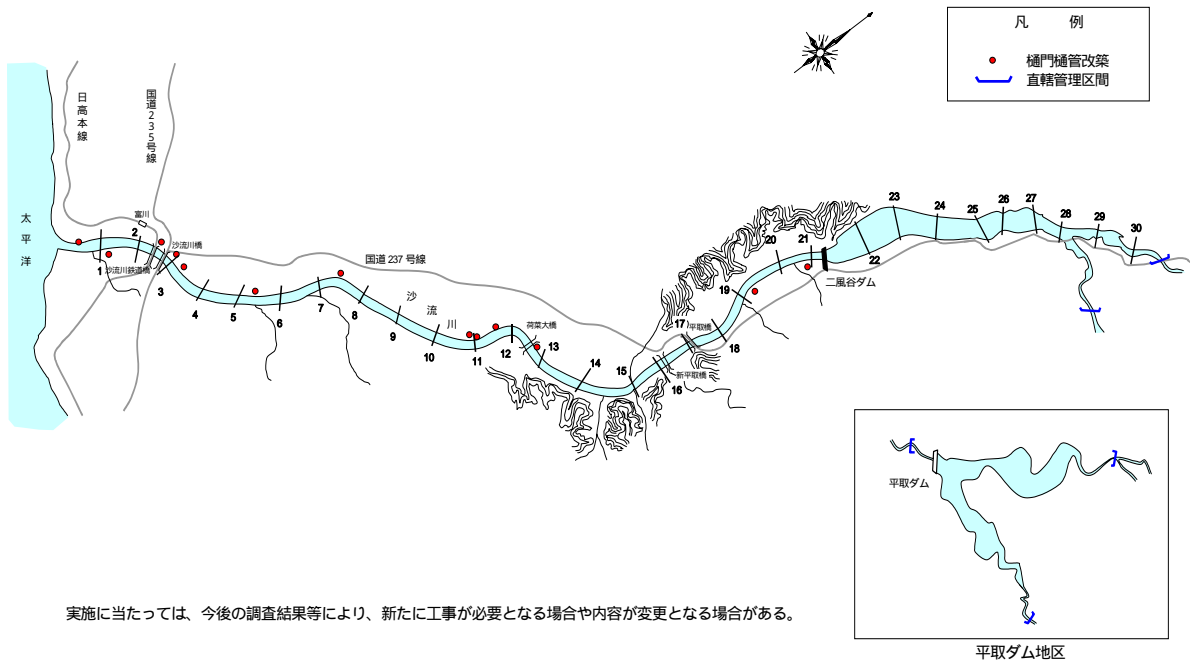 凡 例
樋門樋管改築
直轄管理区間
日高本線
国道235号線
太平洋
富川
沙流川橋
沙流川鉄道橋
国道237号線
沙流川
荷菜大橋
平取橋
新平取橋
二風谷ダム
1
2
3
4
5
6
7
8
9
10
11
12
13
14
15
16
17
18
19
20
21
22
23
24
25
26
27
28
29
30
平取ダム
平取ダム地区
実施に当たっては、今後の調査結果等により、新たに工事が必要となる場合や内容が変更となる場合がある。